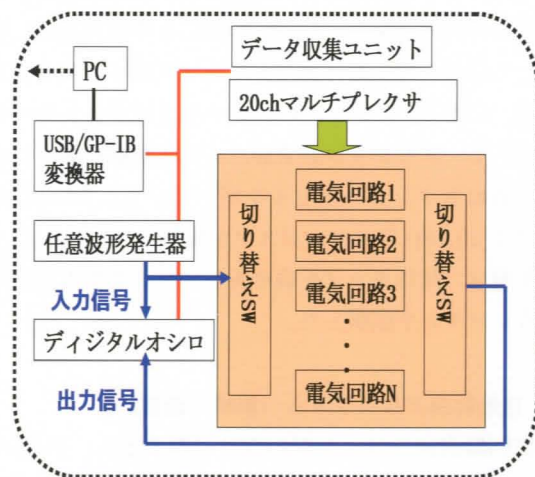 データ収集ユニット
PC
20chマルチプレクサ
USB/GP-IB
変換器
電気回路1
切り替えSW
切り替えSW
電気回路2
任意波形発生器
電気回路3
入力信号
ディジタルオシロ
出力信号
電気回路N